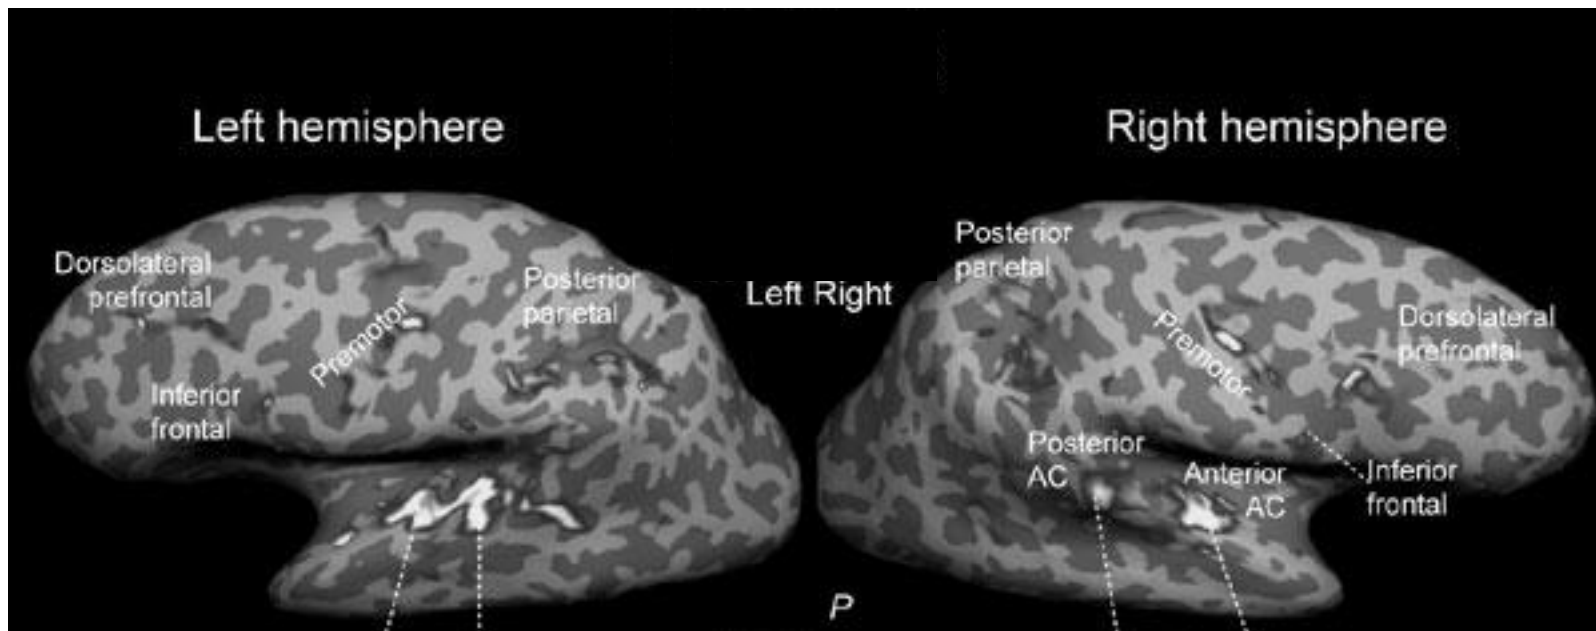 Left hemisphere
Right hemisphere
Dorsolateral
prefrontal
Premotor
Posterior
parietal
Inferior
frontal
Left Right
Posterior
parietal
Premotor
Dorsolateral
prefrontal
Posterior
AC
Anterior
AC
Inferior
frontal
P